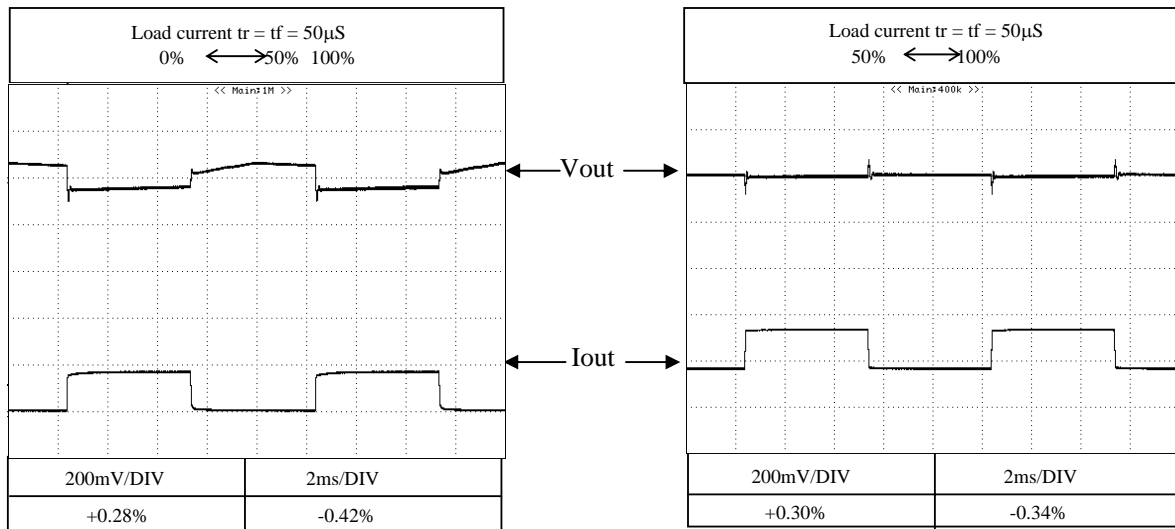 Load current tr = tf = 50μS
0% 50% 100%
<< Main:1M >>
200mV/DIV 2ms/DIV
+0.28% -0.42%
Vout
Iout
Load current tr = tf = 50μS
50% 100%
<< Main:400k >>
200mV/DIV 2ms/DIV
+0.30% -0.34%